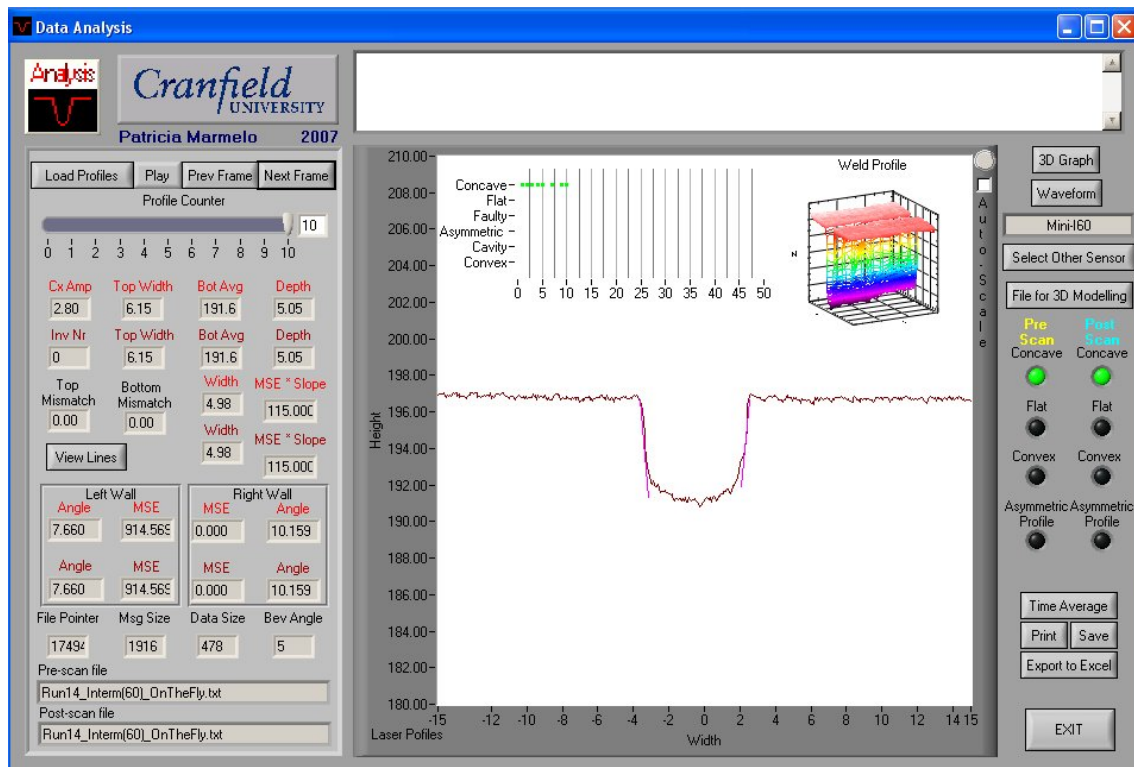 Data Analysis
Analysis
Cranfield
UNIVERSITY
Patricia Marmelo 2007
Load Profiles Play Prev Frame Next Frame
Profile Counter
10
0 1 2 3 4 5 6 7 8 9 10
Cx Amp Top Width Bot Avg Depth
2.80 6.15 191.6 5.05
Inv Nr Top Width Bot Avg Depth
0 6.15 191.6 5.05
Top Mismatch Bottom Mismatch Width MSE * Slope
0.00 0.00 4.98 115.000
Width MSE * Slope
4.98 115.000
View Lines
Left Wall Right Wall
Angle MSE MSE Angle
7.660 914.569 0.000 10.159
Angle MSE MSE Angle
7.660 914.569 0.000 10.159
File Pointer Msg Size Data Size Bev Angle
1916 478 5
Pre-scan file
Run14_Interm(60)_OnTheFly.txt
Post-scan file
Run14_Interm(60)_OnTheFly.txt
210.00
208.00
206.00
204.00
202.00
200.00
198.00
196.00
194.00
192.00
190.00
188.00
186.00
184.00
182.00
180.00
Height
-15 -12 -10 -8 -6 -4 -2 0 2 4 6 8 10 12 14 15
Laser Pofiles
Width
Concave
Flat
Faulty
Asymmetric
Cavity
Convex
0 5 10 15 20 25 30 35 40 45 50
Weld Profile
Z
Auto-Scale
3D Graph
Waveform
Mini-I60
Select Other Sensor
File for 3D Modelling
Pre Scan Post Scan
Concave Concave
Flat Flat
Convex Convex
Asymmetric Profile Asymmetric Profile
Time Average
Print Save
Export to Excel
EXIT